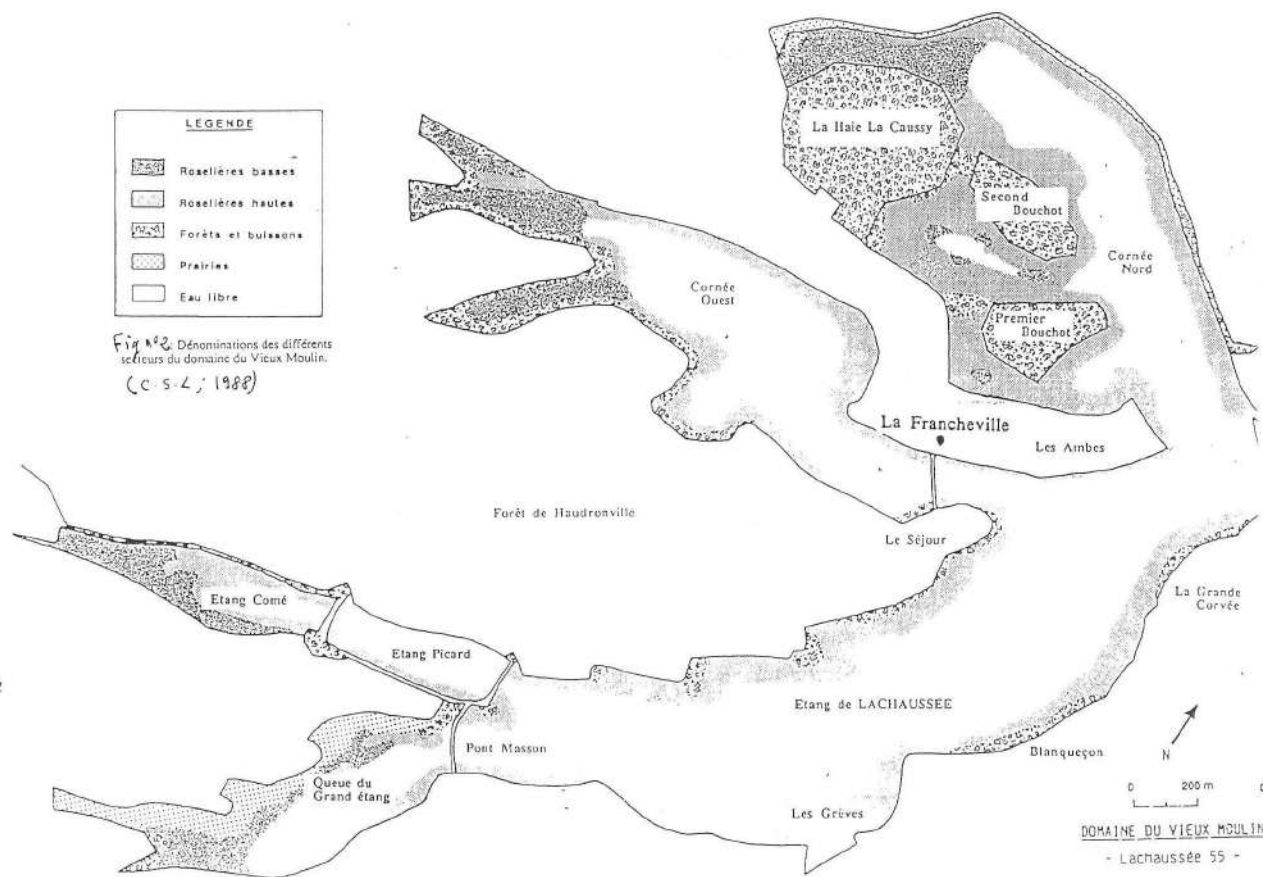 LÉGENDE
Roselières basses
Roselières hautes
Forêts et buissons
Prairies
Eau libre
Fig n°2: Dénominations des différents
secteurs du domaine du Vieux Moulin.
(C.S.L; 1988)
La Haie La Caussy
Second
Bouchot
Cornée
Nord
Cornée
Ouest
Premier
Bouchot
La Francheville
Les Ambes
Forêt de Haudronville
Le Séjour
La Grande
Corvée
Etang Comé
Etang Picard
Etang de LACHAUSSÉE
Pont Masson
Blanqueçon
Queue du
Grand étang
Les Grèves
N
0 200 m
DOMAINE DU VIEUX MOULIN
- Lachaussée 55 -